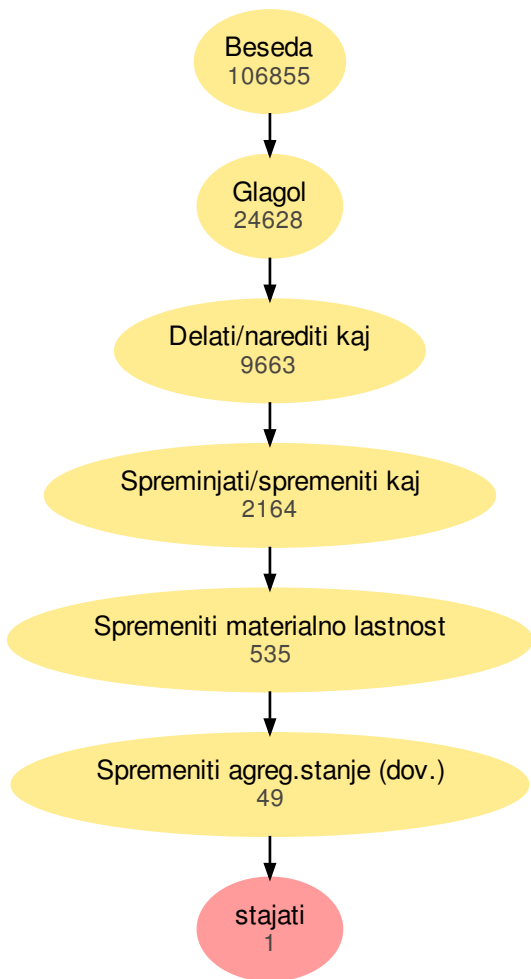 Beseda
106855
Glagol
24628
Delati/narediti kaj
9663
Spreminjati/spremeniti kaj
2164
Spremeniti materialno lastnost
535
Spremeniti agreg.stanje (dov.)
49
stajati
1